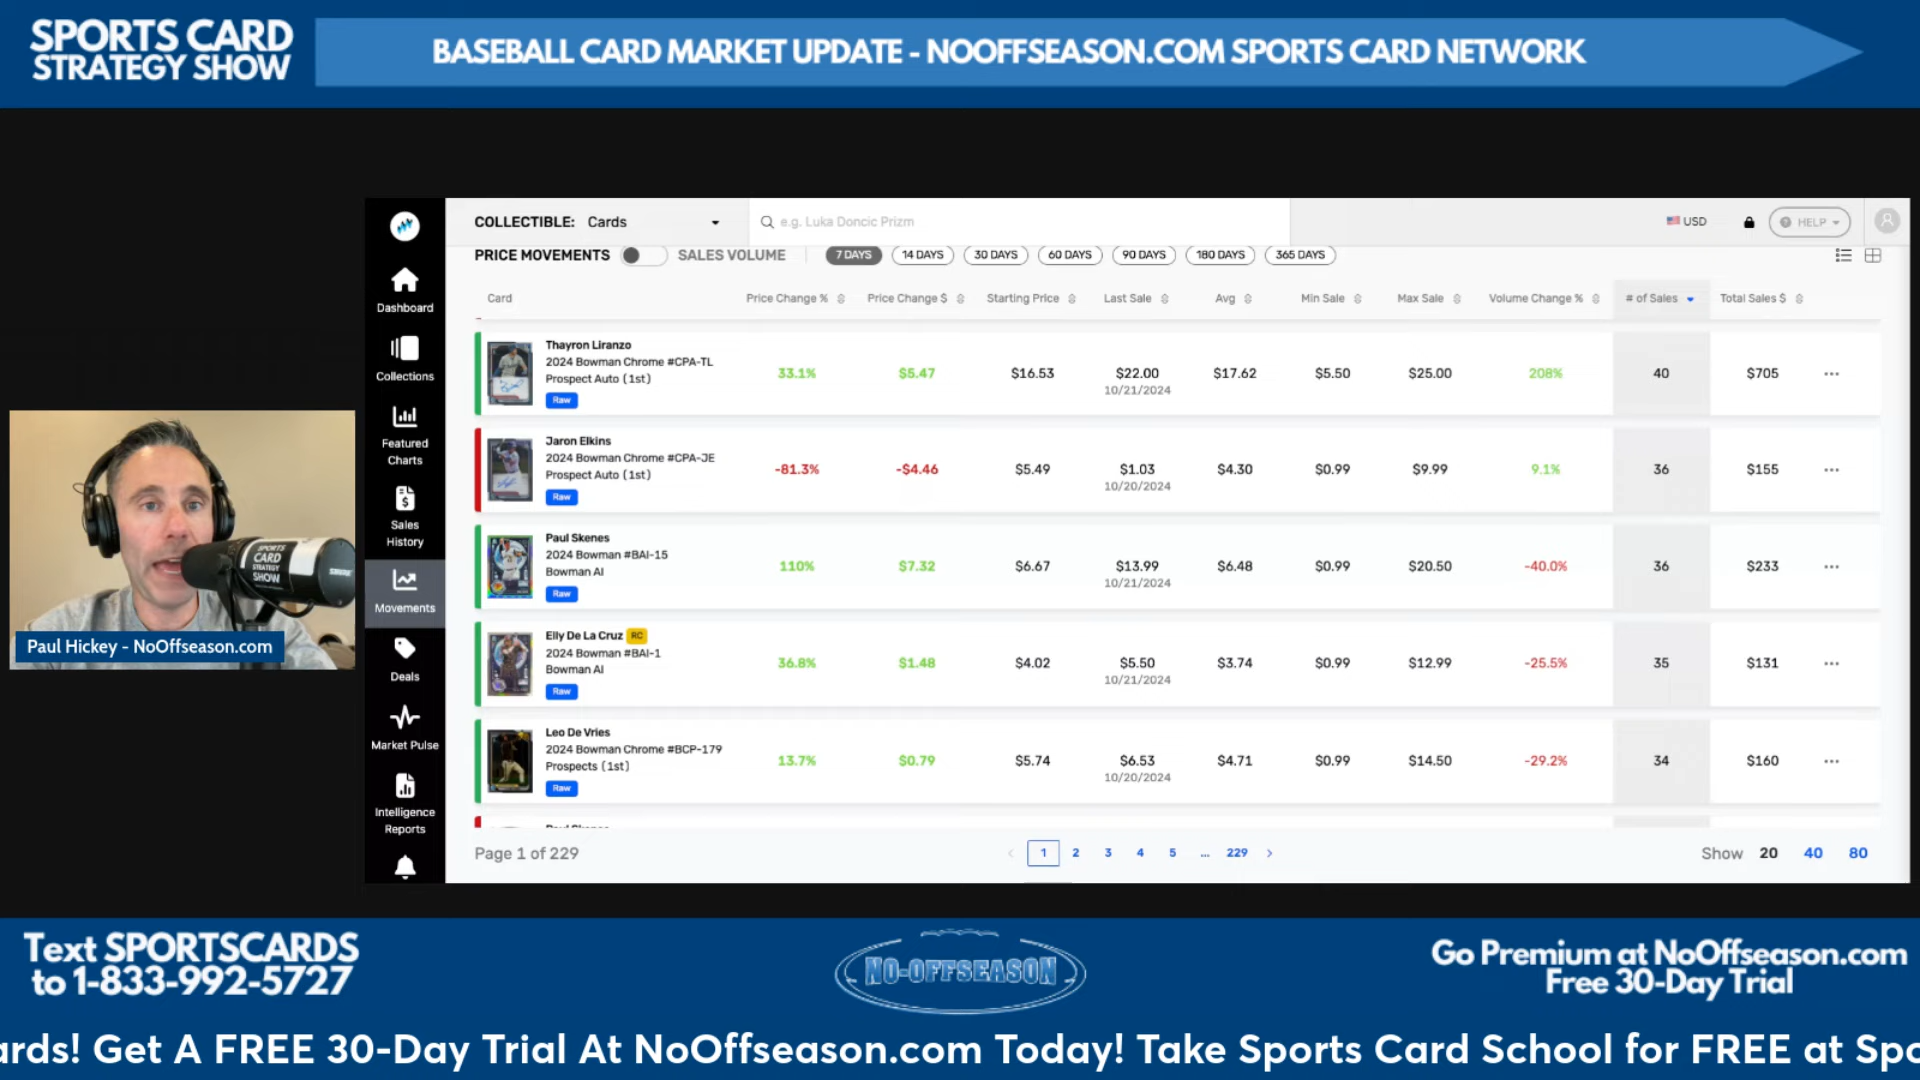 SPORTS CARD
STRATEGY SHOW
BASEBALL CARD MARKET UPDATE - NOOFFSEASON.COM SPORTS CARD NETWORK
COLLECTIBLE: Cards
e.g. Luka Doncic Prizm
USD
HELP
PRICE MOVEMENTS
SALES VOLUME
7 DAYS
14 DAYS
30 DAYS
60 DAYS
90 DAYS
180 DAYS
365 DAYS
Card Price Change % Price Change $ Starting Price Last Sale Avg Min Sale Max Sale Volume Change % # of Sales Total Sales $
Dashboard
Collections
Featured
Charts
Sales
History
Movements
Deals
Market Pulse
Intelligence
Reports
Thayron Liranzo
2024 Bowman Chrome #CPA-TL
Prospect Auto (1st)
Raw
33.1% $5.47 $16.53 $22.00 $17.62 $5.50 $25.00 208% 40 $705 ...
10/21/2024
Jaron Elkins
2024 Bowman Chrome #CPA-JE
Prospect Auto (1st)
Raw
-81.3% -$4.46 $5.49 $1.03 $4.30 $0.99 $9.99 9.1% 36 $155 ...
10/20/2024
Paul Skenes
2024 Bowman #BAI-15
Bowman AI
Raw
110% $7.32 $6.67 $13.99 $6.48 $0.99 $20.50 -40.0% 36 $233 ...
10/21/2024
Elly De La Cruz RC
2024 Bowman #BAI-1
Bowman AI
Raw
36.8% $1.48 $4.02 $5.50 $3.74 $0.99 $12.99 -25.5% 35 $131 ...
10/21/2024
Leo De Vries
2024 Bowman Chrome #BCP-179
Prospects (1st)
Raw
13.7% $0.79 $5.74 $6.53 $4.71 $0.99 $14.50 -29.2% 34 $160 ...
10/20/2024
Page 1 of 229
1 2 3 4 5 ... 229
Show 20 40 80
SPORTS
CARD
STRATEGY
SHOW
SHURE
Paul Hickey - NoOffseason.com
Text SPORTSCARDS
to 1-833-992-5727
NO-OFFSEASON
Go Premium at NoOffseason.com
Free 30-Day Trial
ards! Get A FREE 30-Day Trial At NoOffseason.com Today! Take Sports Card School for FREE at Spo